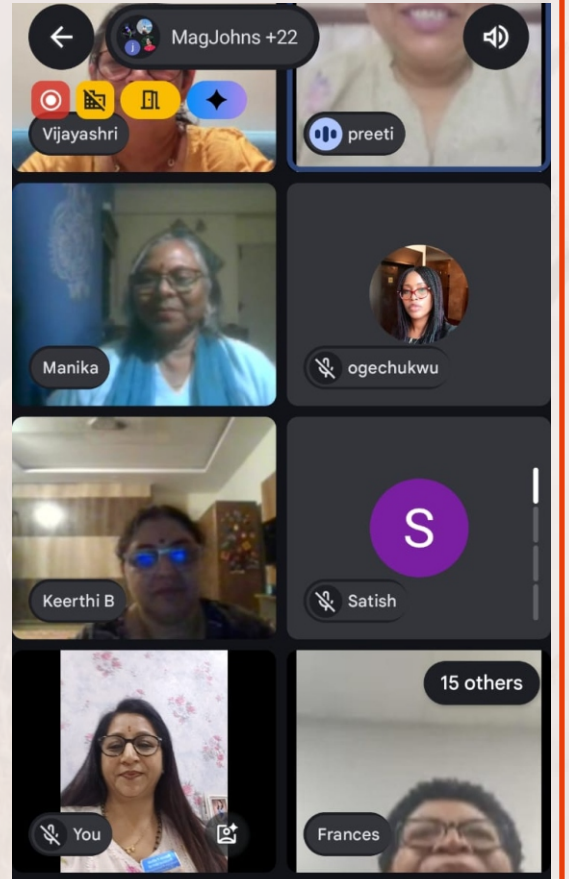 MagJohns +22
Vijayashri
preeti
Manika
ogechukwu
Keerthi B
S
Satish
15 others
You
Frances